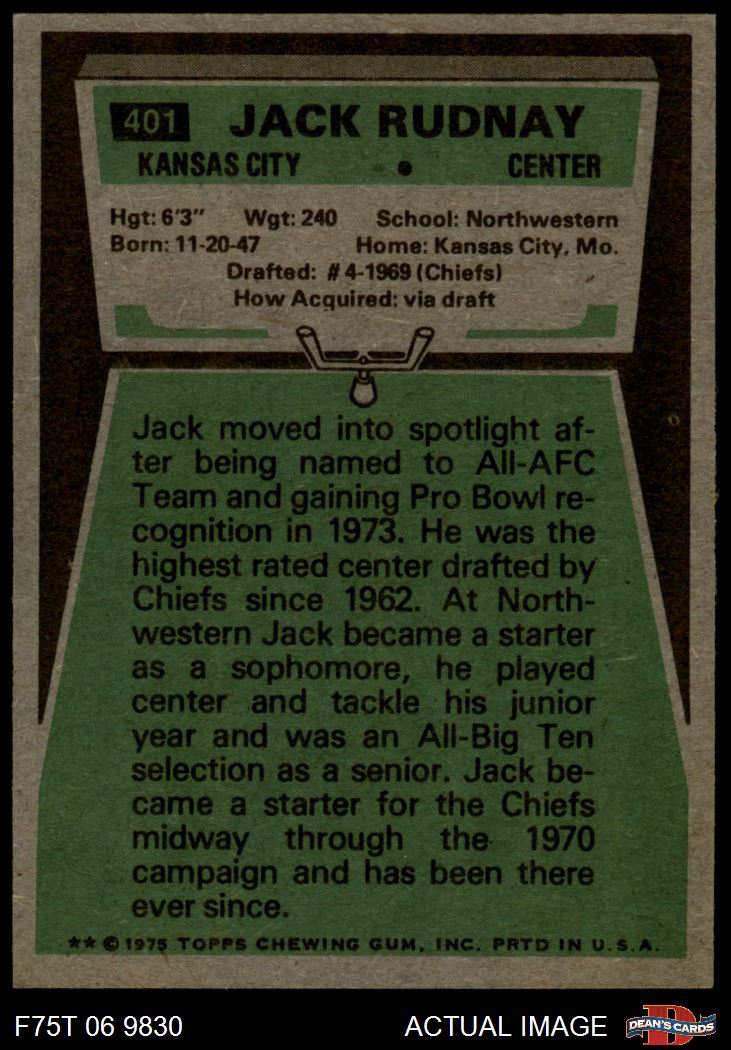 401 JACK RUDNAY
KANSAS CITY • CENTER
Hgt: 6'3" Wgt: 240 School: Northwestern
Born: 11-20-47 Home: Kansas City, Mo.
Drafted: #4-1969 (Chiefs)
How Acquired: via draft
Jack moved into spotlight af-
ter being named to All-AFC
Team and gaining Pro Bowl re-
cognition in 1973. He was the
highest rated center drafted by
Chiefs since 1962. At North-
western Jack became a starter
as a sophomore, he played
center and tackle his junior
year and was an All-Big Ten
selection as a senior. Jack be-
came a starter for the Chiefs
midway through the 1970
campaign and has been there
ever since.
** © 1975 TOPPS CHEWING GUM, INC. PRTD IN U.S.A.
F75T 06 9830 ACTUAL IMAGE D DEAN'S CARDS